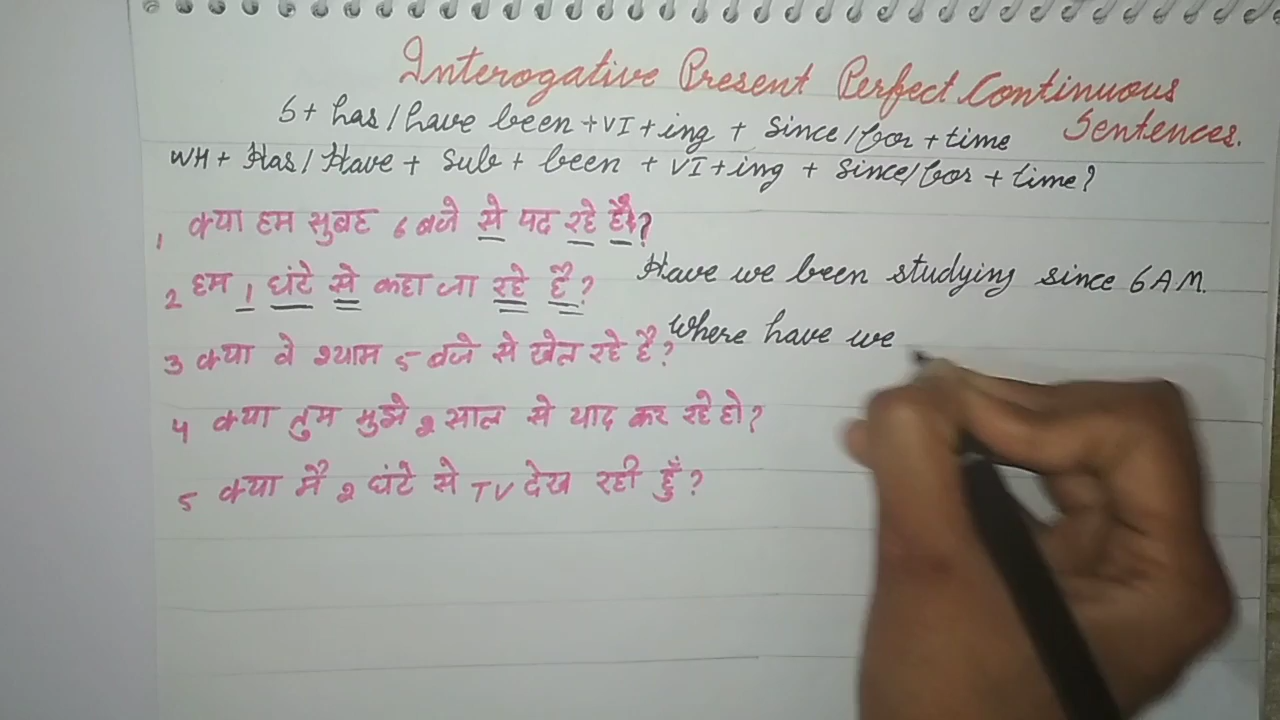 Interogative Present Perfect Continuous
Sentences.
S + has/have been + VI + ing + since/for + time
WH + Has/Have + Sub + been + VI + ing + since/for + time?
1 क्या हम सुबह 6 बजे से पढ रहे हैं?
Have we been studying since 6 AM.
2 हम 1 घंटे से कहा जा रहे है?
Where have we
3 क्या वे श्याम 5 बजे से खेल रहे है?
4 क्या तुम मुझे 2 साल से याद कर रहे हो?
5 क्या मै 2 घंटे से TV देख रही हुँ?